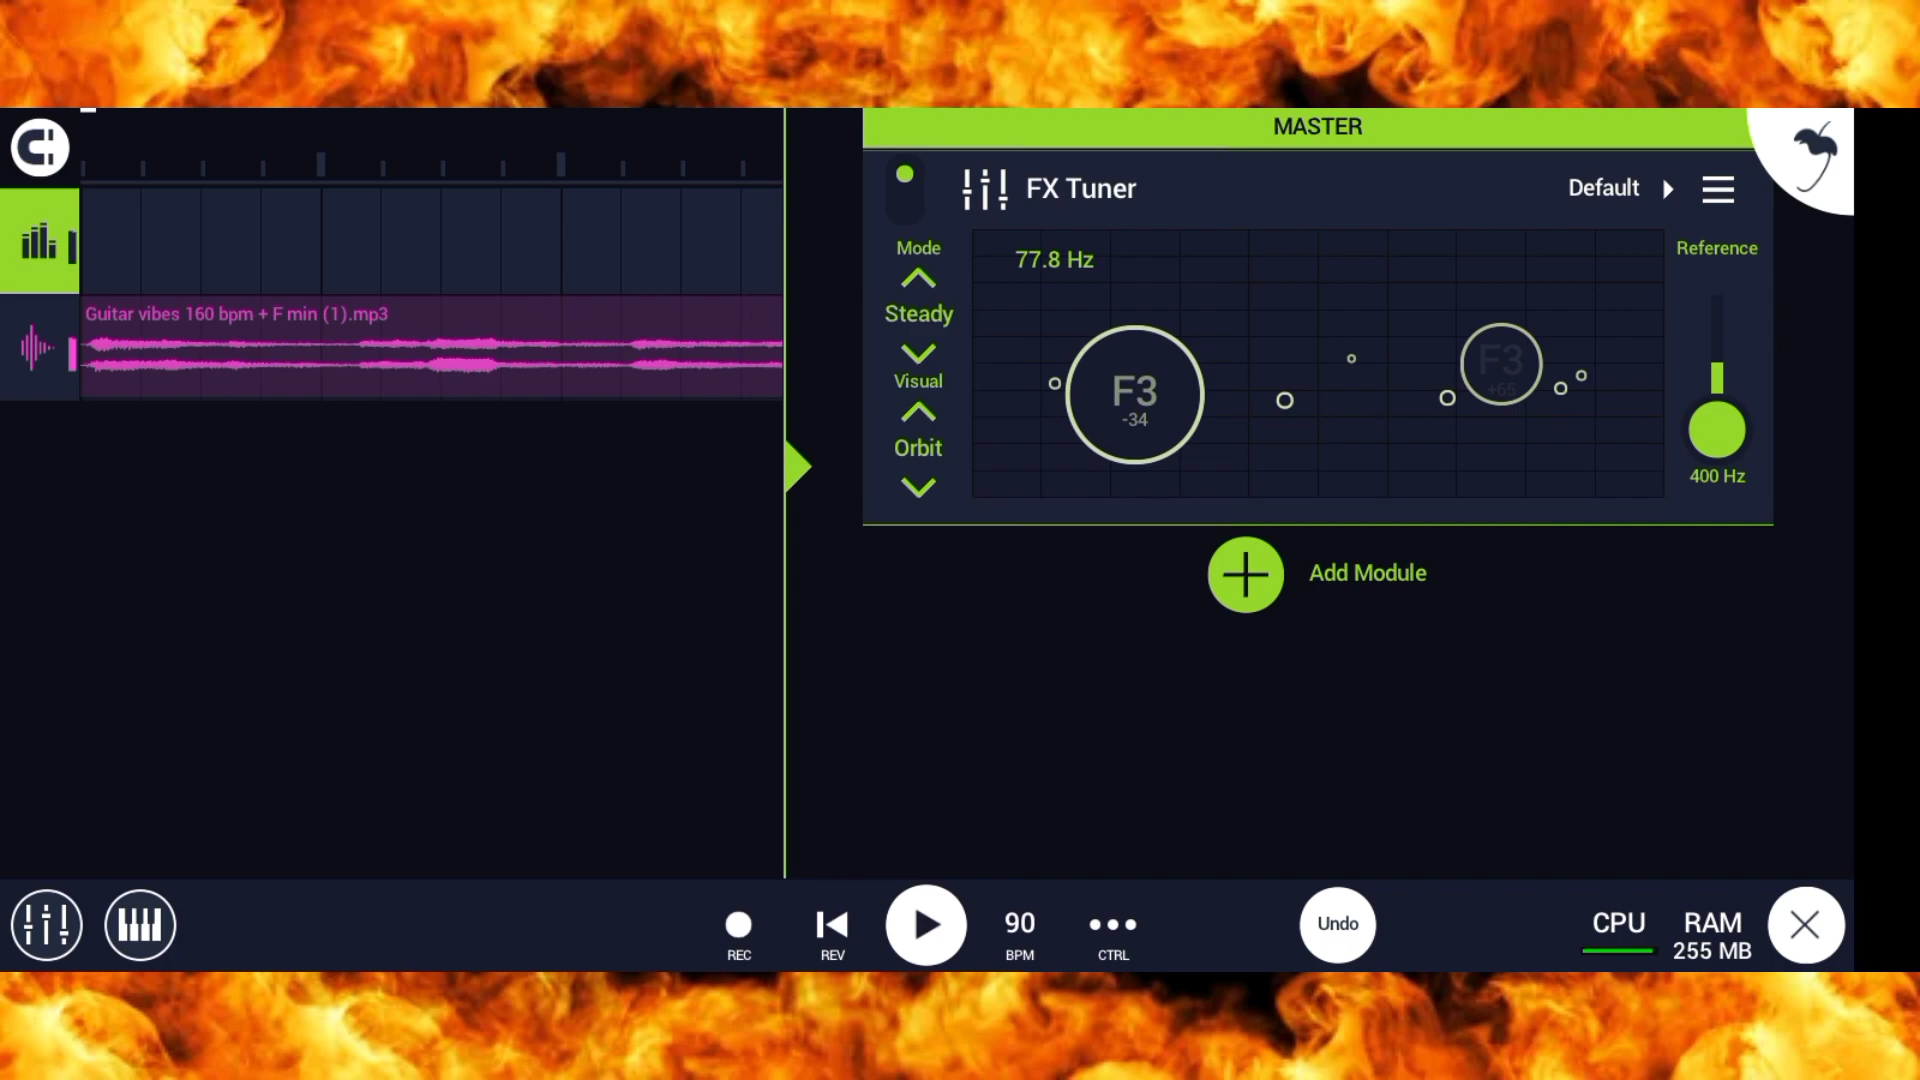 MASTER
FX Tuner
Default
Mode
Steady
Visual
Orbit
77.8 Hz
F3
-34
F3
+65
Reference
400 Hz
Guitar vibes 160 bpm + F min (1).mp3
Add Module
REC
REV
90
BPM
CTRL
Undo
CPU
RAM
255 MB